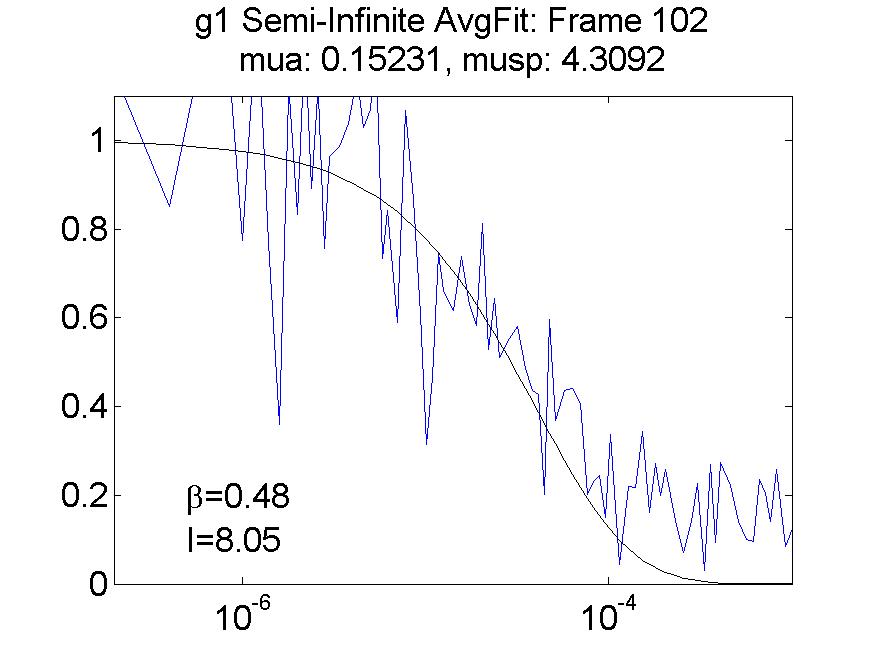 g1 Semi-Infinite AvgFit: Frame 102
mua: 0.15231, musp: 4.3092
1
0.8
0.6
0.4
0.2
0
β=0.48
I=8.05
10^-6
10^-4